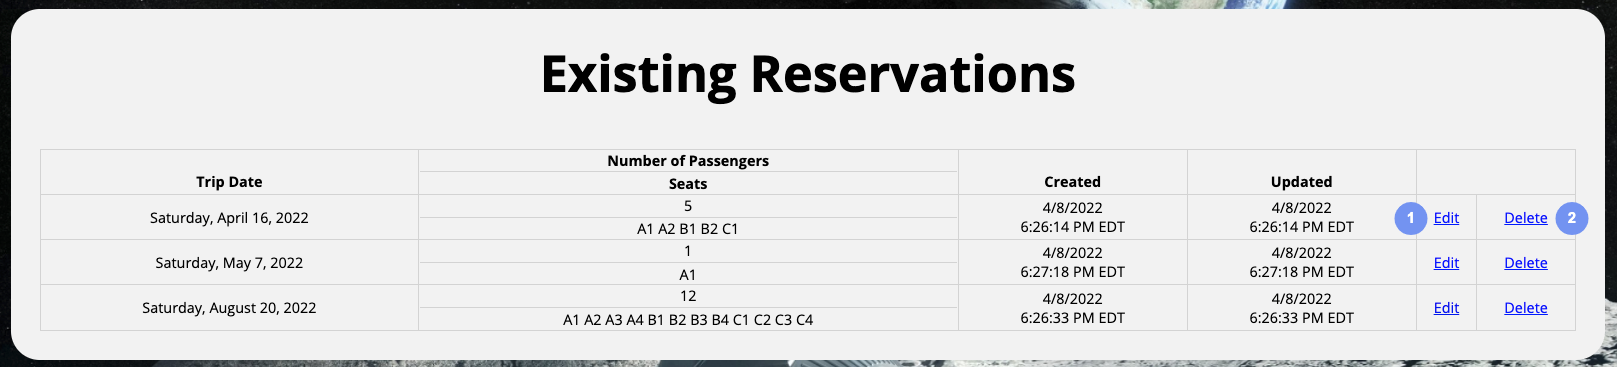 Existing Reservations
Trip Date
Number of Passengers
Seats
Created
Updated
Saturday, April 16, 2022
5
A1 A2 B1 B2 C1
4/8/2022
6:26:14 PM EDT
4/8/2022
6:26:14 PM EDT
1
Edit
Delete
2
Saturday, May 7, 2022
1
A1
4/8/2022
6:27:18 PM EDT
4/8/2022
6:27:18 PM EDT
Edit
Delete
Saturday, August 20, 2022
12
A1 A2 A3 A4 B1 B2 B3 B4 C1 C2 C3 C4
4/8/2022
6:26:33 PM EDT
4/8/2022
6:26:33 PM EDT
Edit
Delete